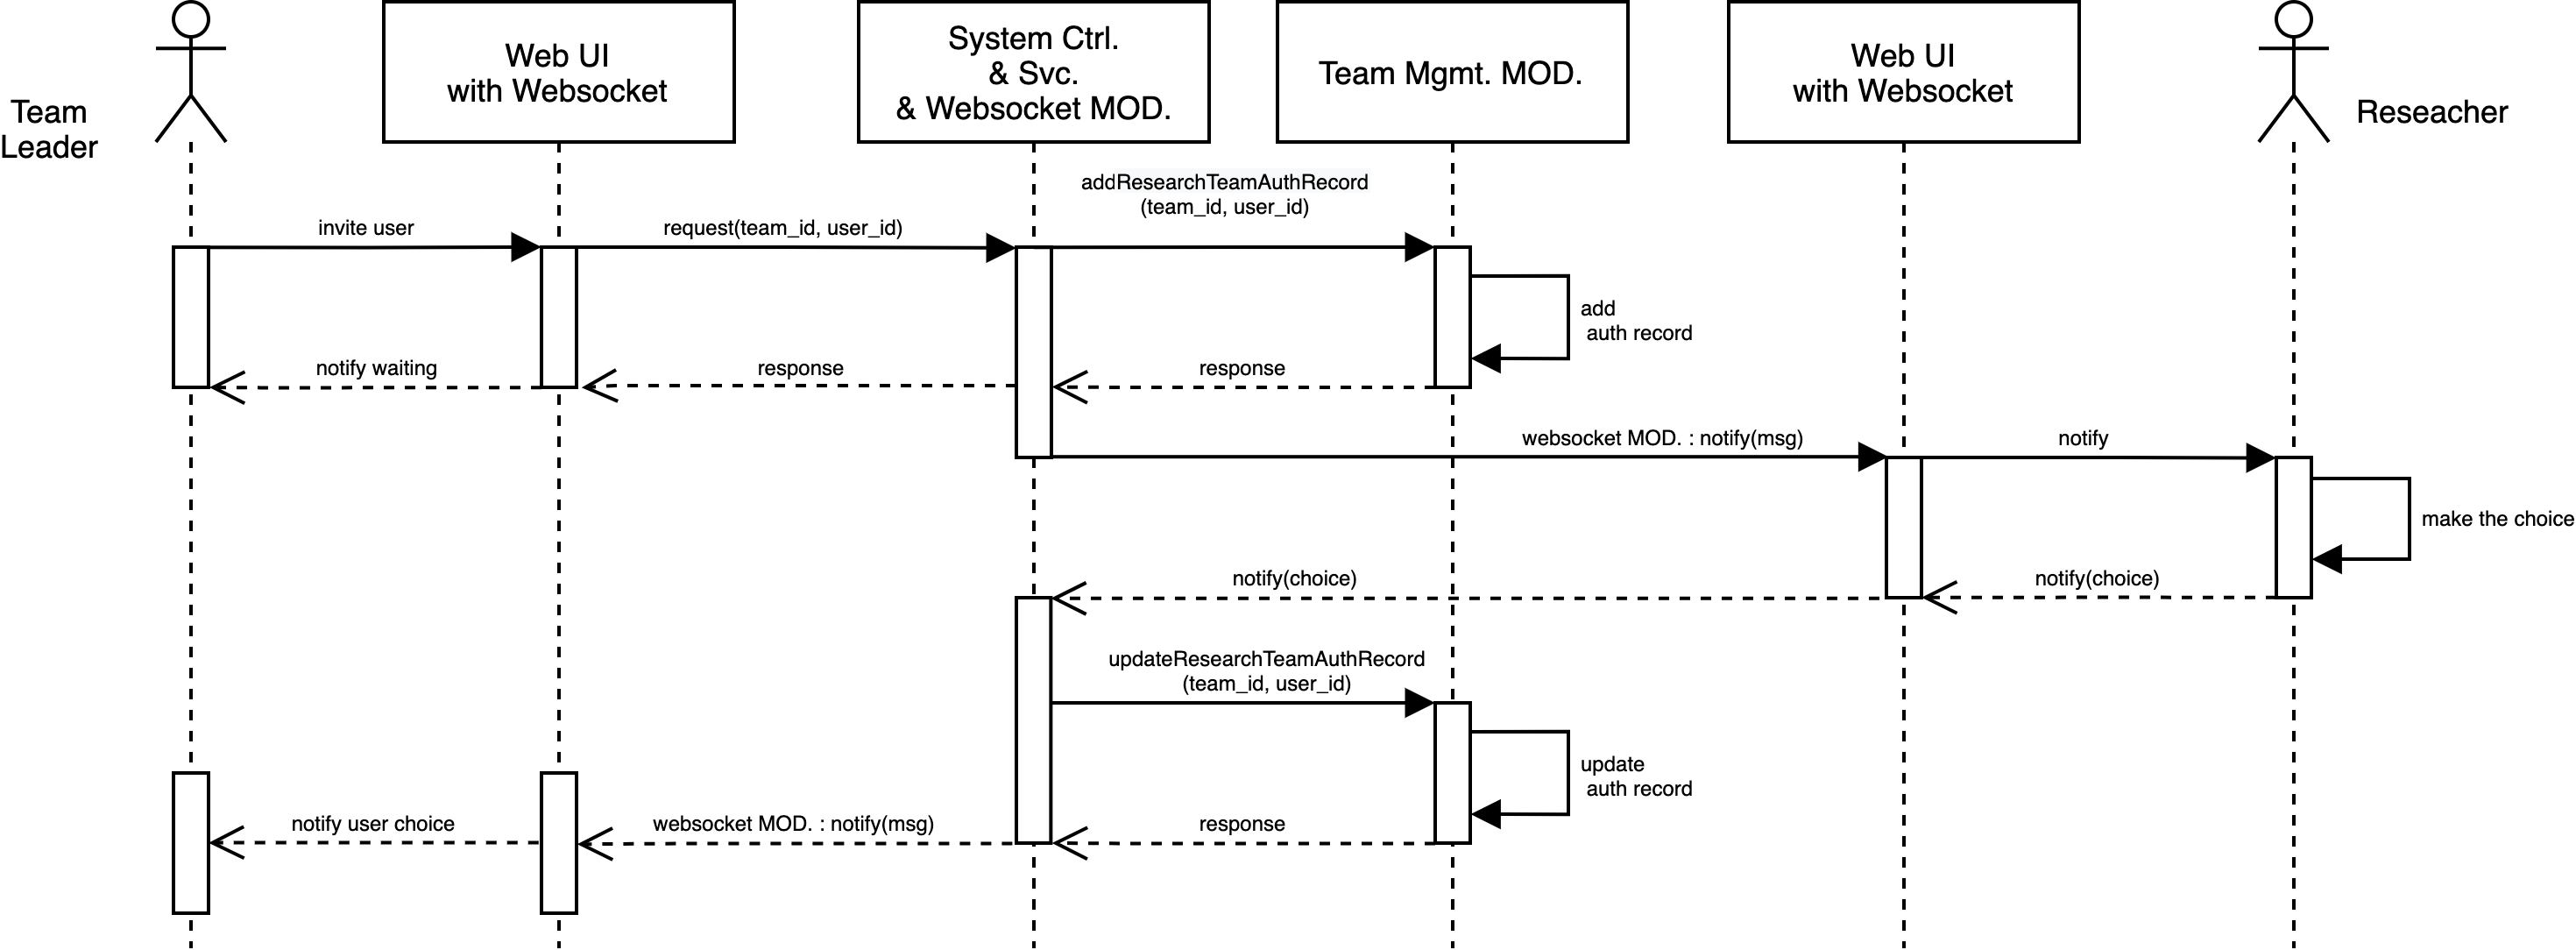 Team
Leader
Web UI
with Websocket
System Ctrl.
& Svc.
& Websocket MOD.
Team Mgmt. MOD.
Web UI
with Websocket
Reseacher
addResearchTeamAuthRecord
(team_id, user_id)
invite user
request(team_id, user_id)
add
auth record
notify waiting
response
response
websocket MOD. : notify(msg)
notify
make the choice
notify(choice)
notify(choice)
updateResearchTeamAuthRecord
(team_id, user_id)
update
auth record
notify user choice
websocket MOD. : notify(msg)
response